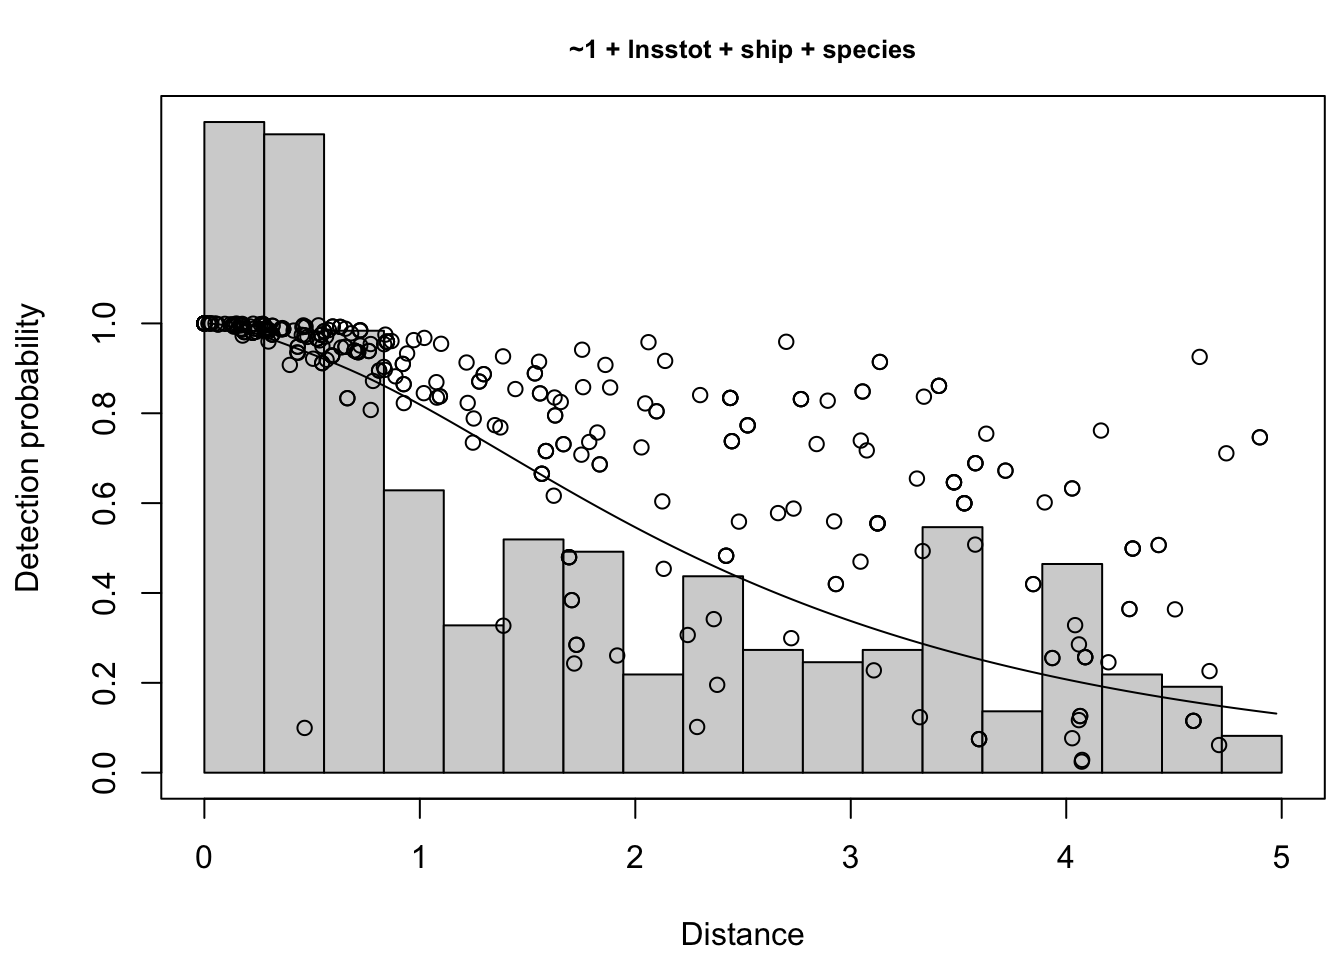 ~1 + lnsstot + ship + species
Detection probability
1.0
0.8
0.6
0.4
0.2
0.0
0 1 2 3 4 5
Distance